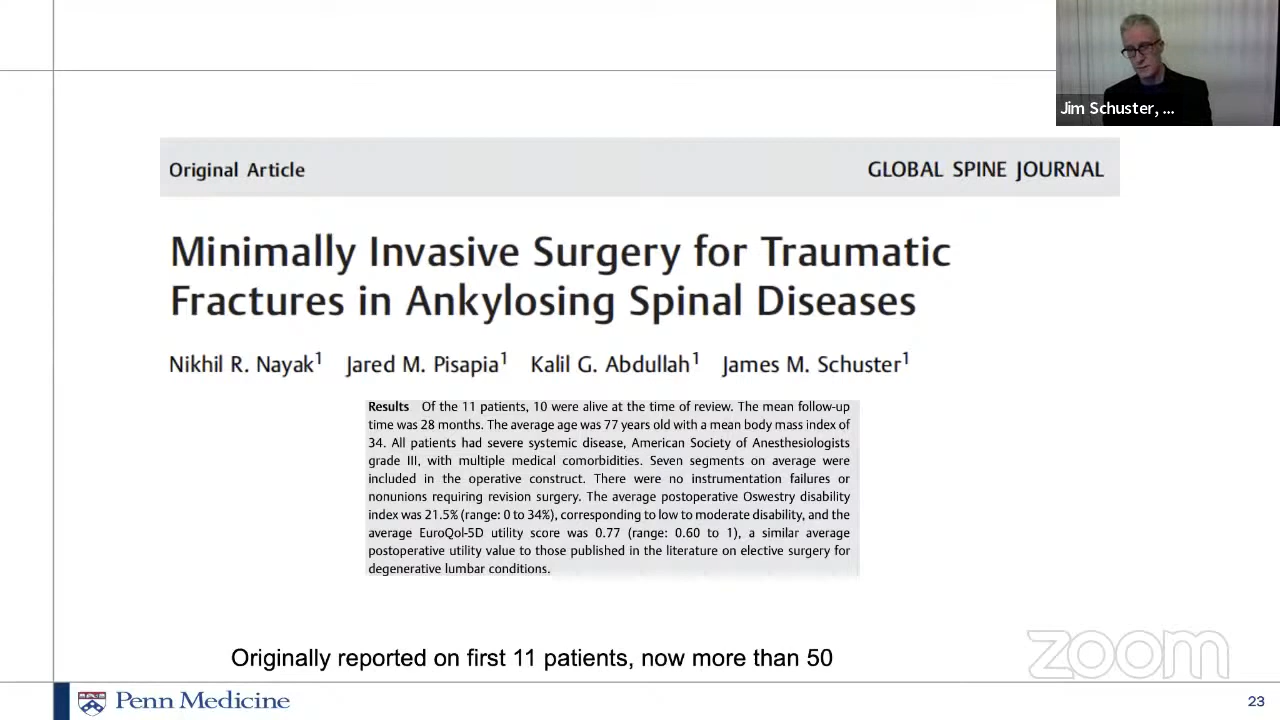 Jim Schuster, ...
Original Article
GLOBAL SPINE JOURNAL
Minimally Invasive Surgery for Traumatic
Fractures in Ankylosing Spinal Diseases
Nikhil R. Nayak1 Jared M. Pisapia1 Kalil G. Abdullah1 James M. Schuster1
Results Of the 11 patients, 10 were alive at the time of review. The mean follow-up
time was 28 months. The average age was 77 years old with a mean body mass index of
34. All patients had severe systemic disease, American Society of Anesthesiologists
grade III, with multiple medical comorbidities. Seven segments on average were
included in the operative construct. There were no instrumentation failures or
nonunions requiring revision surgery. The average postoperative Oswestry disability
index was 21.5% (range: 0 to 34%), corresponding to low to moderate disability, and the
average EuroQol-5D utility score was 0.77 (range: 0.60 to 1), a similar average
postoperative utility value to those published in the literature on elective surgery for
degenerative lumbar conditions.
Originally reported on first 11 patients, now more than 50
zoom
Penn Medicine
23